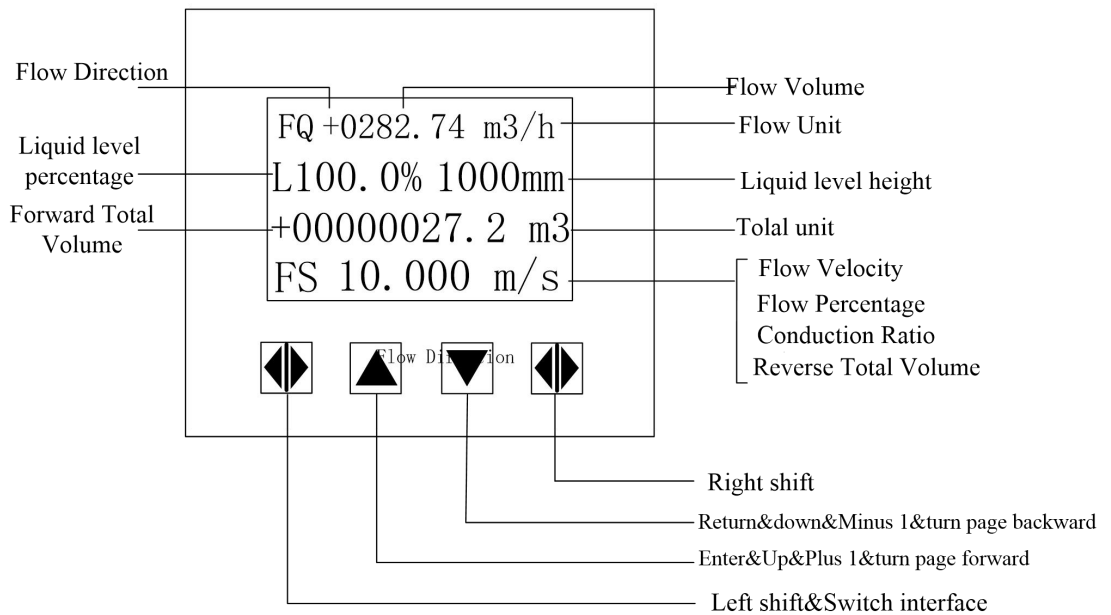 Flow Direction
Flow Volume
FQ +0282.74 m3/h
Flow Unit
Liquid level
percentage
L100.0% 1000mm
Liquid level height
Forward Total
Volume
+00000027.2 m3
Tolal unit
FS 10.000 m/s
Flow Velocity
Flow Percentage
Conduction Ratio
Reverse Total Volume
Flow Direction
Right shift
Return&down&Minus 1&turn page backward
Enter&Up&Plus 1&turn page forward
Left shift&Switch interface